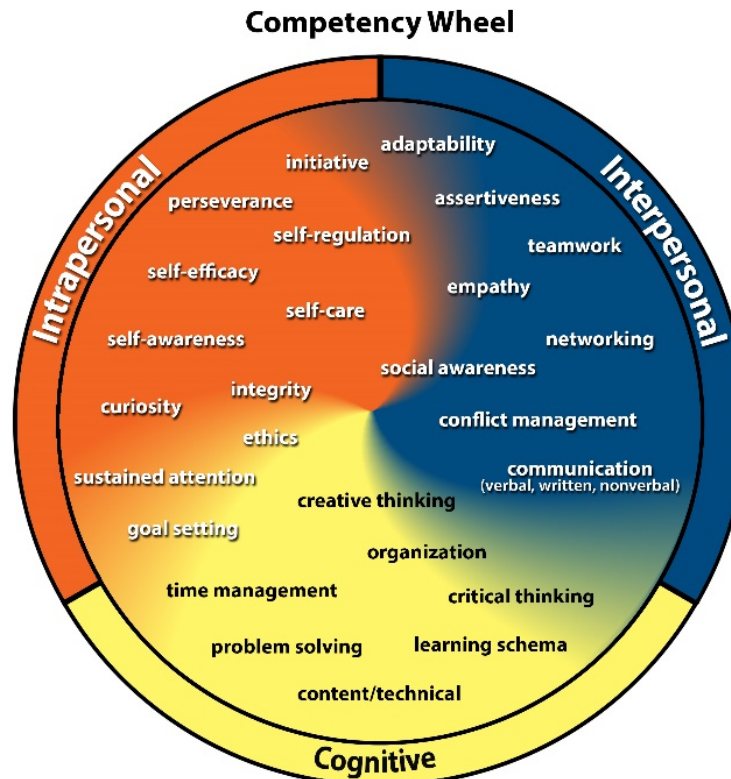 Competency Wheel
Intrapersonal
Interpersonal
adaptability
initiative
assertiveness
perseverance
self-regulation
teamwork
self-efficacy
empathy
self-care
self-awareness
networking
social awareness
integrity
curiosity
conflict management
ethics
communication
(verbal, written, nonverbal)
sustained attention
creative thinking
goal setting
organization
time management
critical thinking
problem solving
learning schema
content/technical
Cognitive